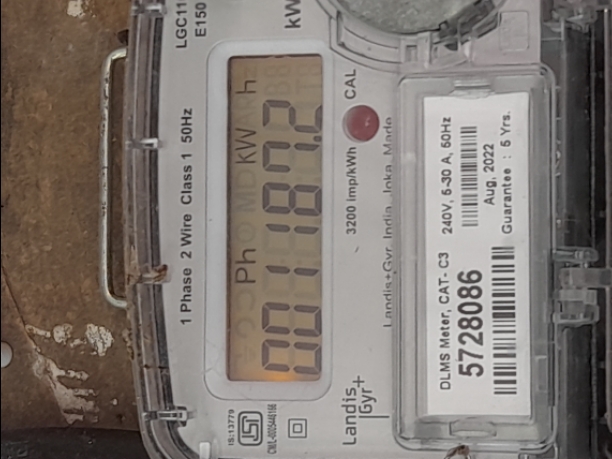 LGC11
E150
kW
1 Phase 2 Wire Class 1 50Hz
Ph kWh
001187.2
3200 imp/kWh CAL
Landis+Gyr India, Joka, Made
IS:13779
Landis
Gyr+
DLMS Meter, CAT- C3 240V, 5-30 A, 50Hz
5728086
Aug, 2022
Guarantee : 5 Yrs.